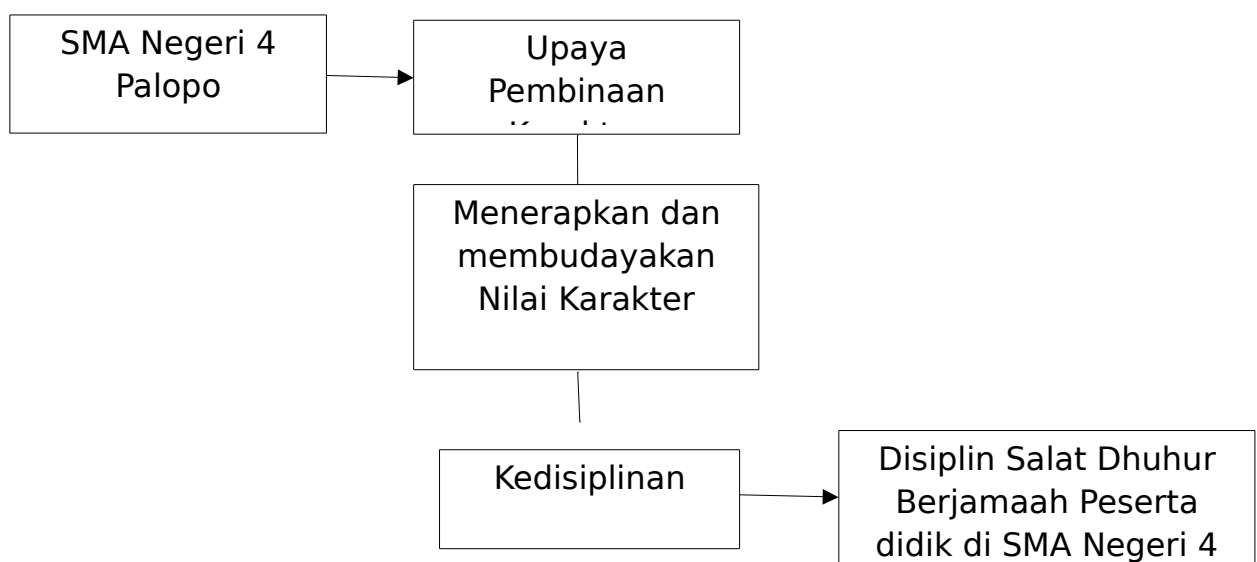 SMA Negeri 4
Palopo
Upaya
Pembinaan
Menerapkan dan
membudayakan
Nilai Karakter
Kedisiplinan
Disiplin Salat Dhuhur
Berjamaah Peserta
didik di SMA Negeri 4